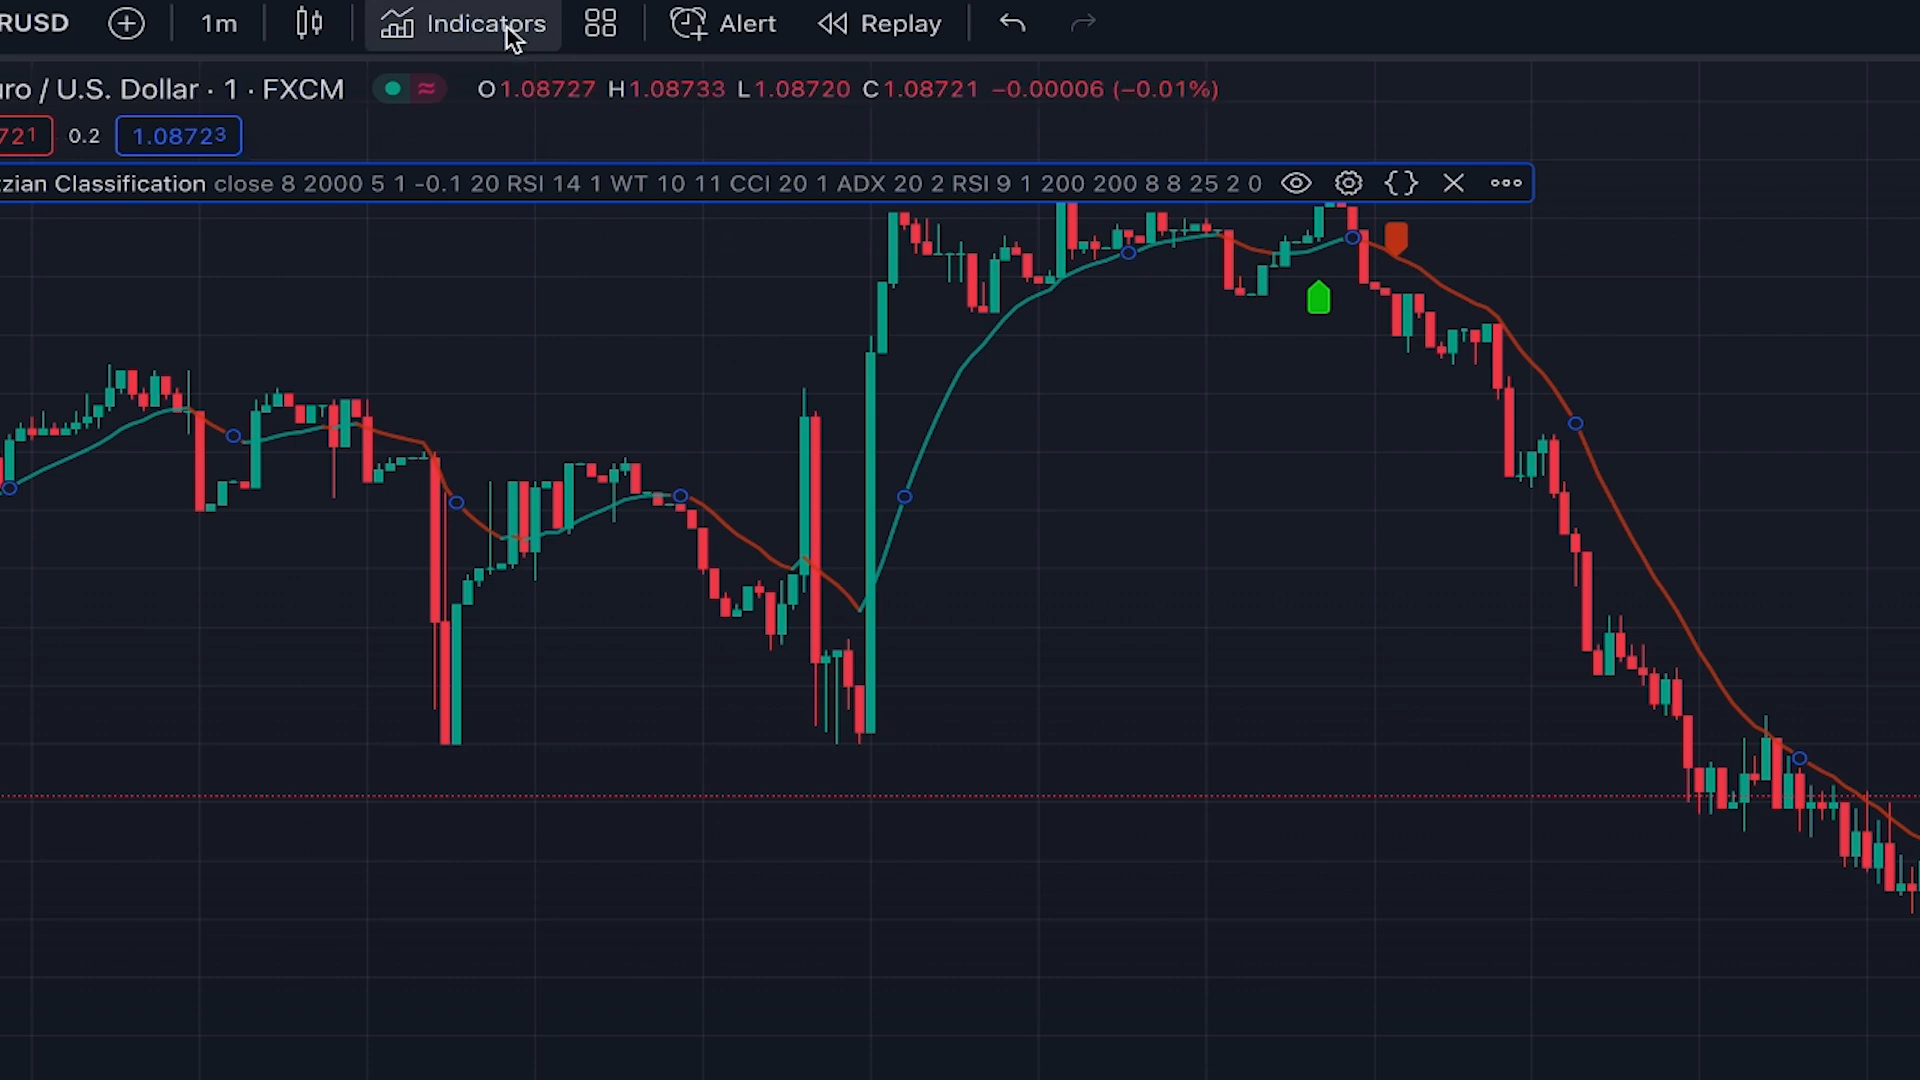 RUSD 1m Indicators Alert Replay
uro / U.S. Dollar · 1 · FXCM O1.08727 H1.08733 L1.08720 C1.08721 −0.00006 (−0.01%)
721 0.2 1.08723
zian Classification close 8 2000 5 1 -0.1 20 RSI 14 1 WT 10 11 CCI 20 1 ADX 20 2 RSI 9 1 200 200 8 8 25 2 0